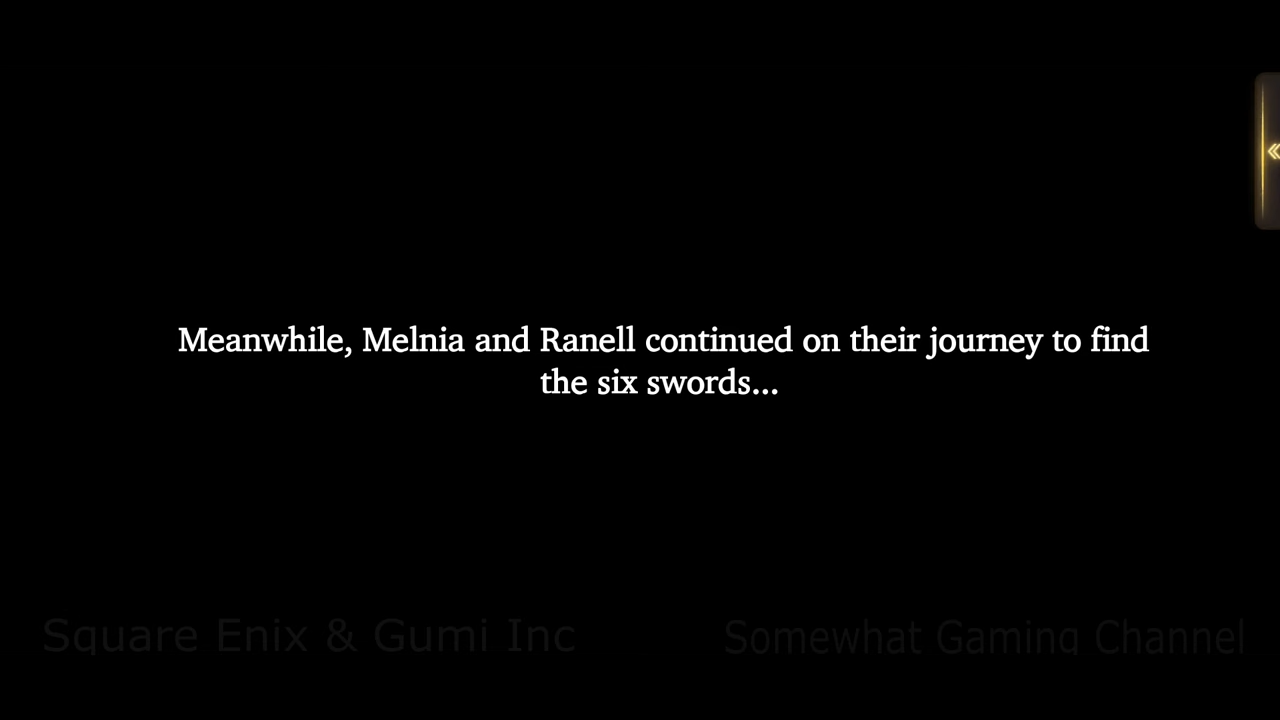 Meanwhile, Melnia and Ranell continued on their journey to find
the six swords...
Square Enix & Gumi Inc
Somewhat Gaming Channel